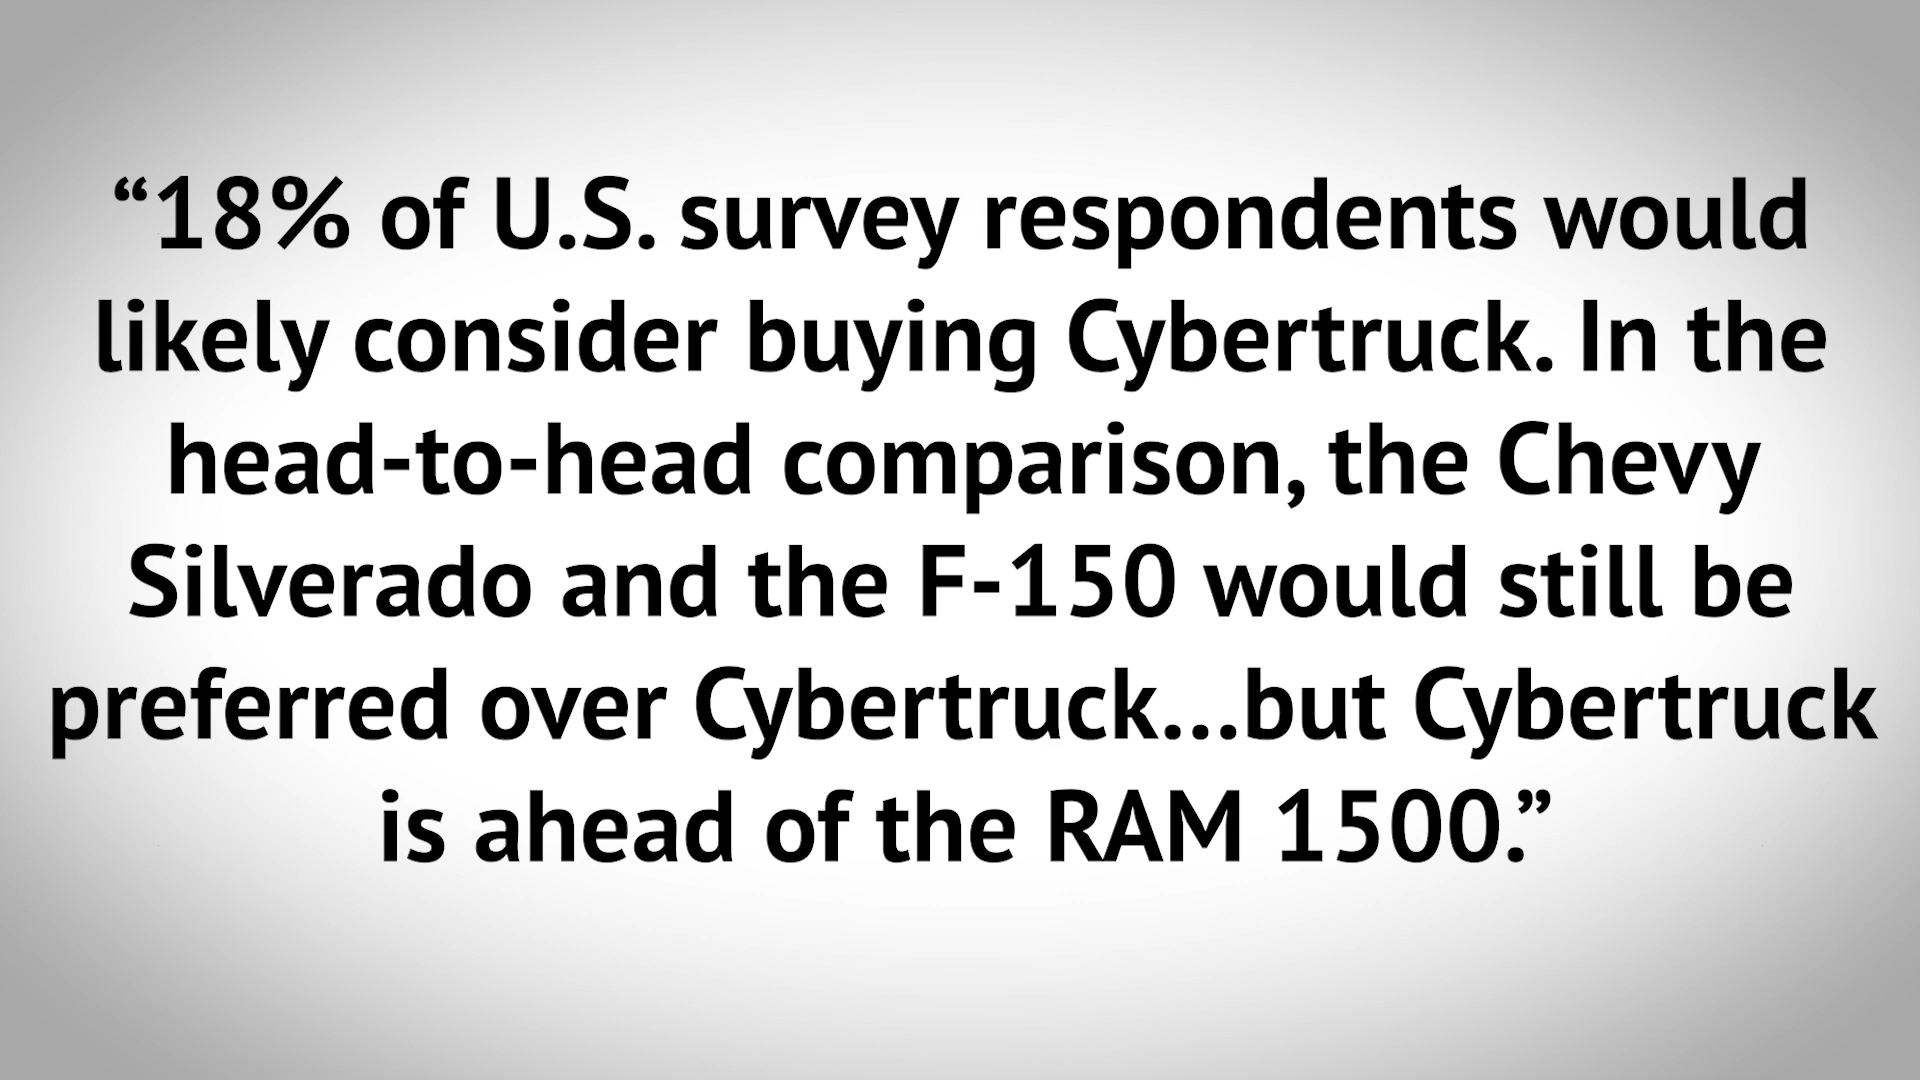 “18% of U.S. survey respondents would
likely consider buying Cybertruck. In the
head-to-head comparison, the Chevy
Silverado and the F-150 would still be
preferred over Cybertruck...but Cybertruck
is ahead of the RAM 1500.”